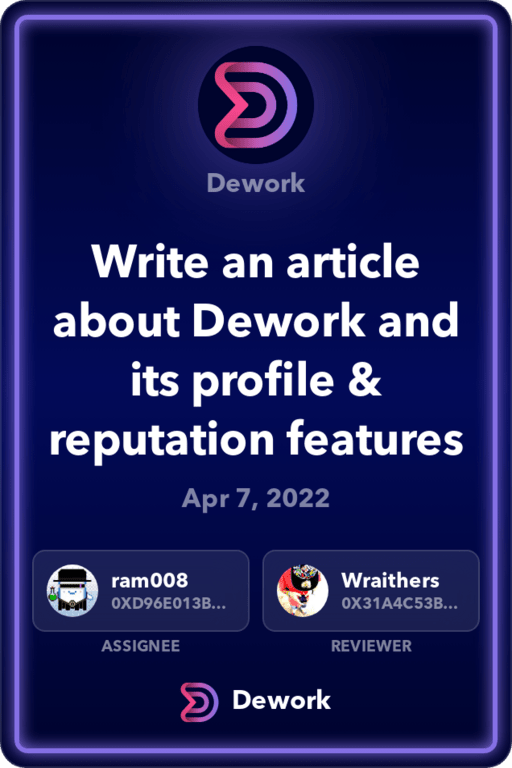 Dework
Write an article
about Dework and
its profile &
reputation features
Apr 7, 2022
ram008
0XD96E013B...
Wraithers
0X31A4C53B...
ASSIGNEE
REVIEWER
Dework